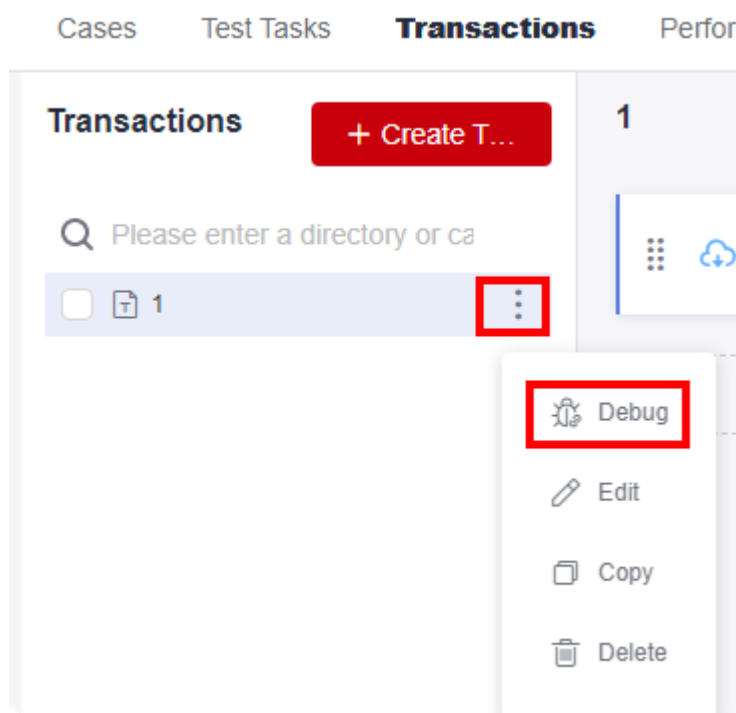 Cases Test Tasks Transactions Perfor
Transactions + Create T... 1
Please enter a directory or ca
1
Debug
Edit
Copy
Delete